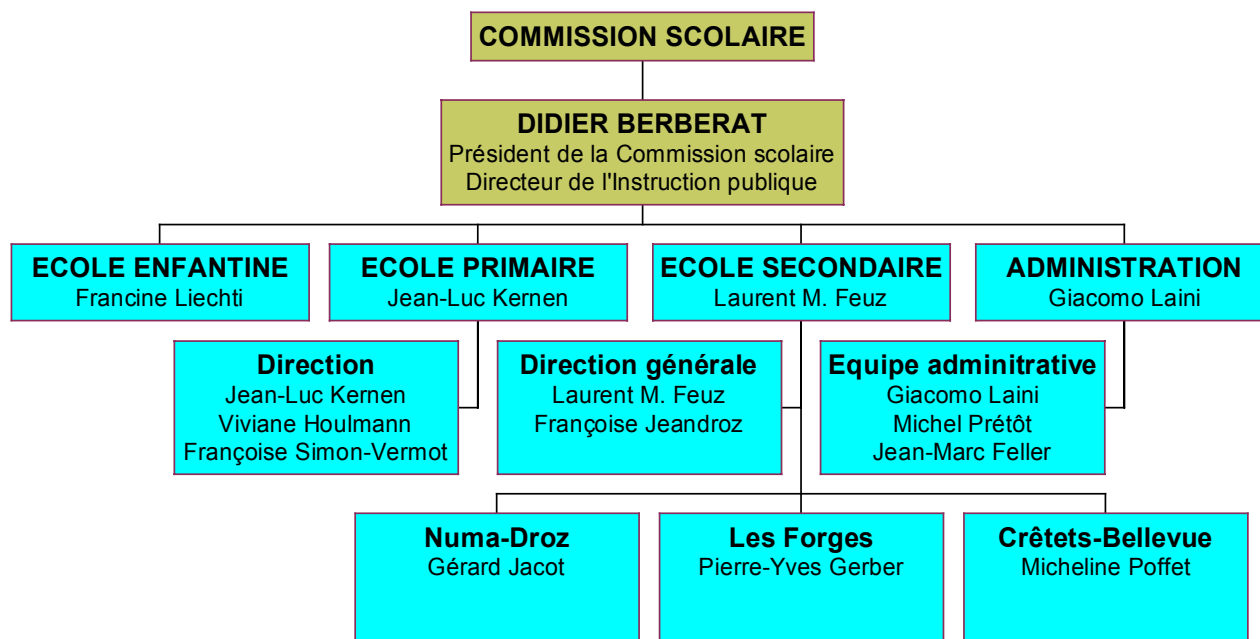 COMMISSION SCOLAIRE
DIDIER BERBERAT
Président de la Commission scolaire
Directeur de l'Instruction publique
ECOLE ENFANTINE
Francine Liechti
ECOLE PRIMAIRE
Jean-Luc Kernen
ECOLE SECONDAIRE
Laurent M. Feuz
ADMINISTRATION
Giacomo Laini
Direction
Jean-Luc Kernen
Viviane Houlmann
Françoise Simon-Vermot
Direction générale
Laurent M. Feuz
Françoise Jeandroz
Equipe adminitrative
Giacomo Laini
Michel Prétôt
Jean-Marc Feller
Numa-Droz
Gérard Jacot
Les Forges
Pierre-Yves Gerber
Crêtets-Bellevue
Micheline Poffet